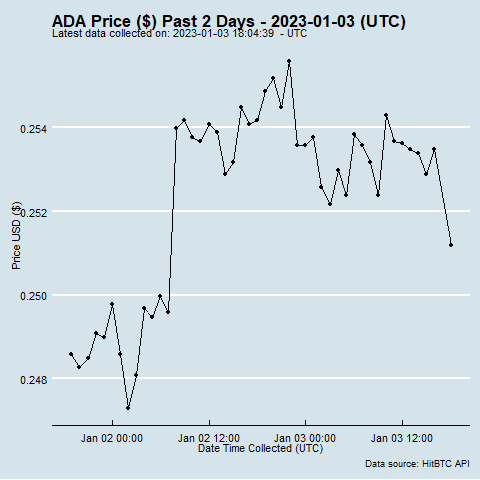 ADA Price ($) Past 2 Days - 2023-01-03 (UTC)
Latest data collected on: 2023-01-03 18:04:39 - UTC
0.254
0.252
Price USD ($)
0.250
0.248
Jan 02 00:00 Jan 02 12:00 Jan 03 00:00 Jan 03 12:00
Date Time Collected (UTC)
Data source: HitBTC API